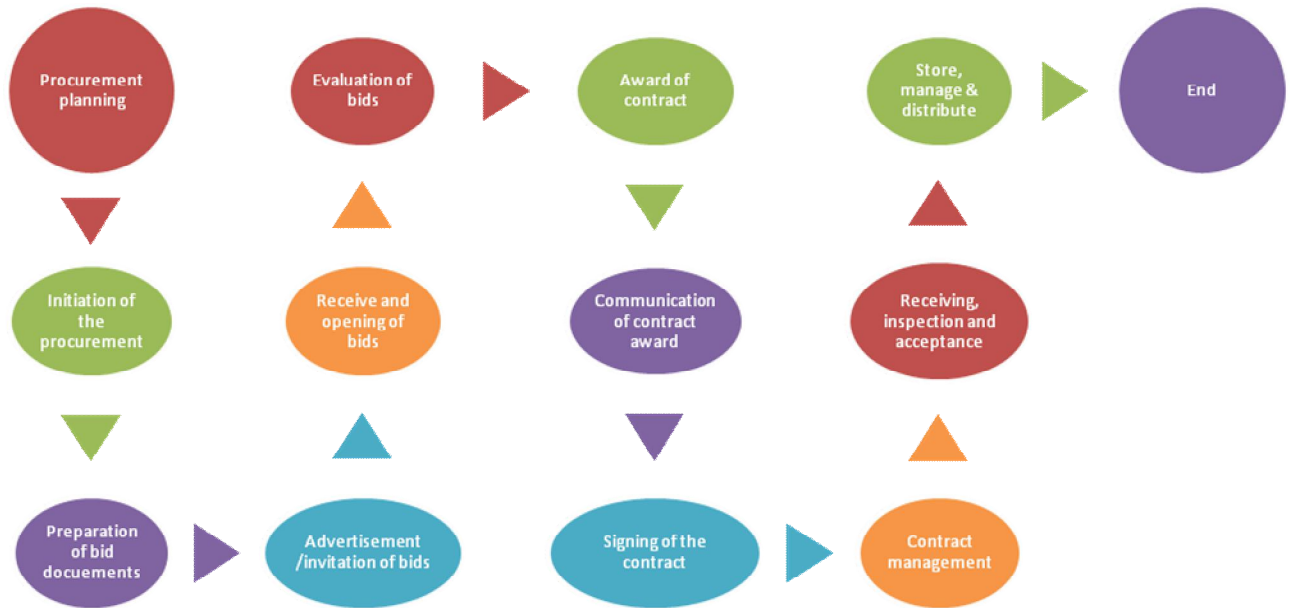 Procurement
planning
Initiation of
the
procurement
Preparation
of bid
docuements
Advertisement
/invitation of bids
Receive and
opening of
bids
Evaluation of
bids
Award of
contract
Communication
of contract
award
Signing of the
contract
Contract
management
Receiving,
inspection and
acceptance
Store,
manage &
distribute
End